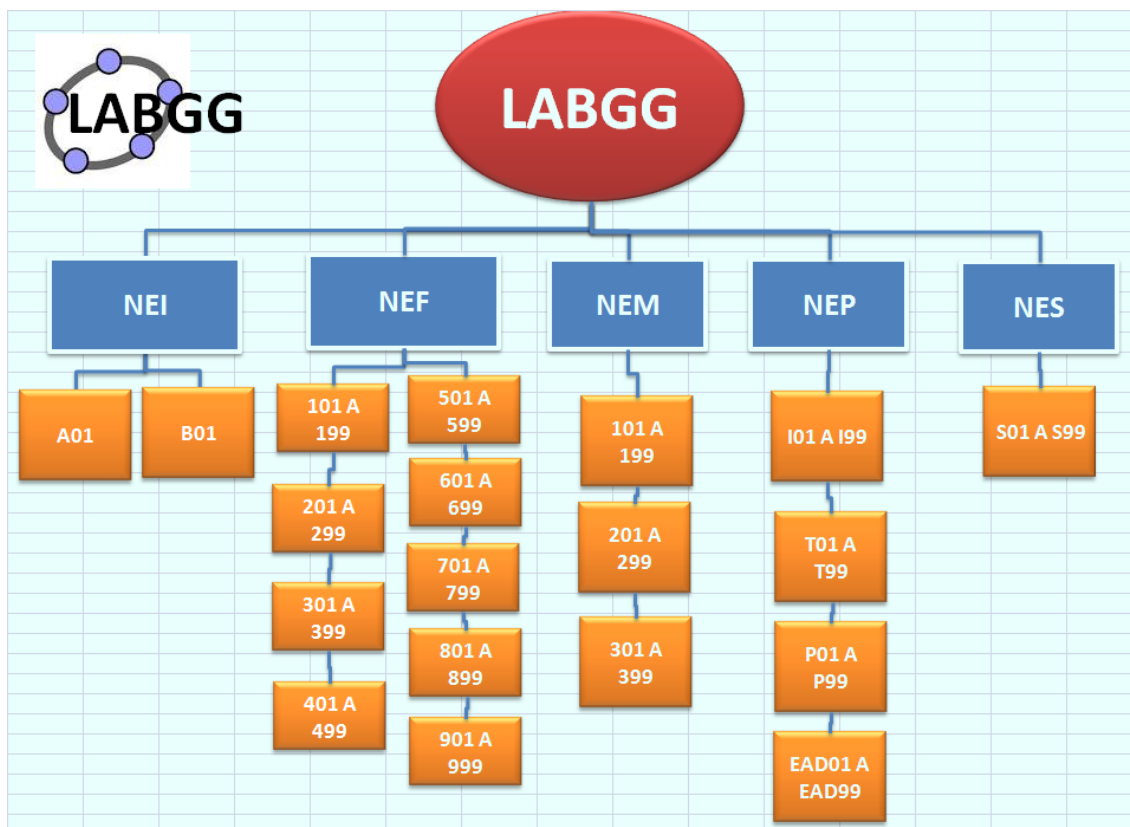 LABGG
LABGG
NEI
NEF
NEM
NEP
NES
A01
B01
101 A
199
201 A
299
301 A
399
401 A
499
501 A
599
601 A
699
701 A
799
801 A
899
901 A
999
101 A
199
201 A
299
301 A
399
I01 A I99
T01 A
T99
P01 A
P99
EAD01 A
EAD99
S01 A S99